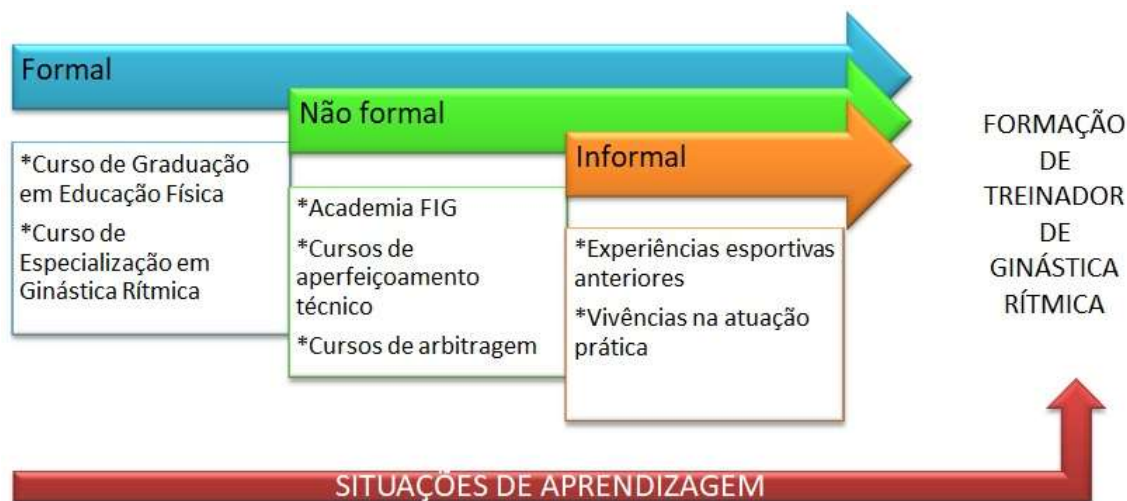 Formal
*Curso de Graduação
em Educação Física
*Curso de
Especialização em
Ginástica Rítmica
Não formal
*Academia FIG
*Cursos de
aperfeiçoamento
técnico
*Cursos de arbitragem
Informal
*Experiências esportivas
anteriores
*Vivências na atuação
prática
FORMAÇÃO
DE
TREINADOR
DE
GINÁSTICA
RÍTMICA
SITUAÇÕES DE APRENDIZAGEM